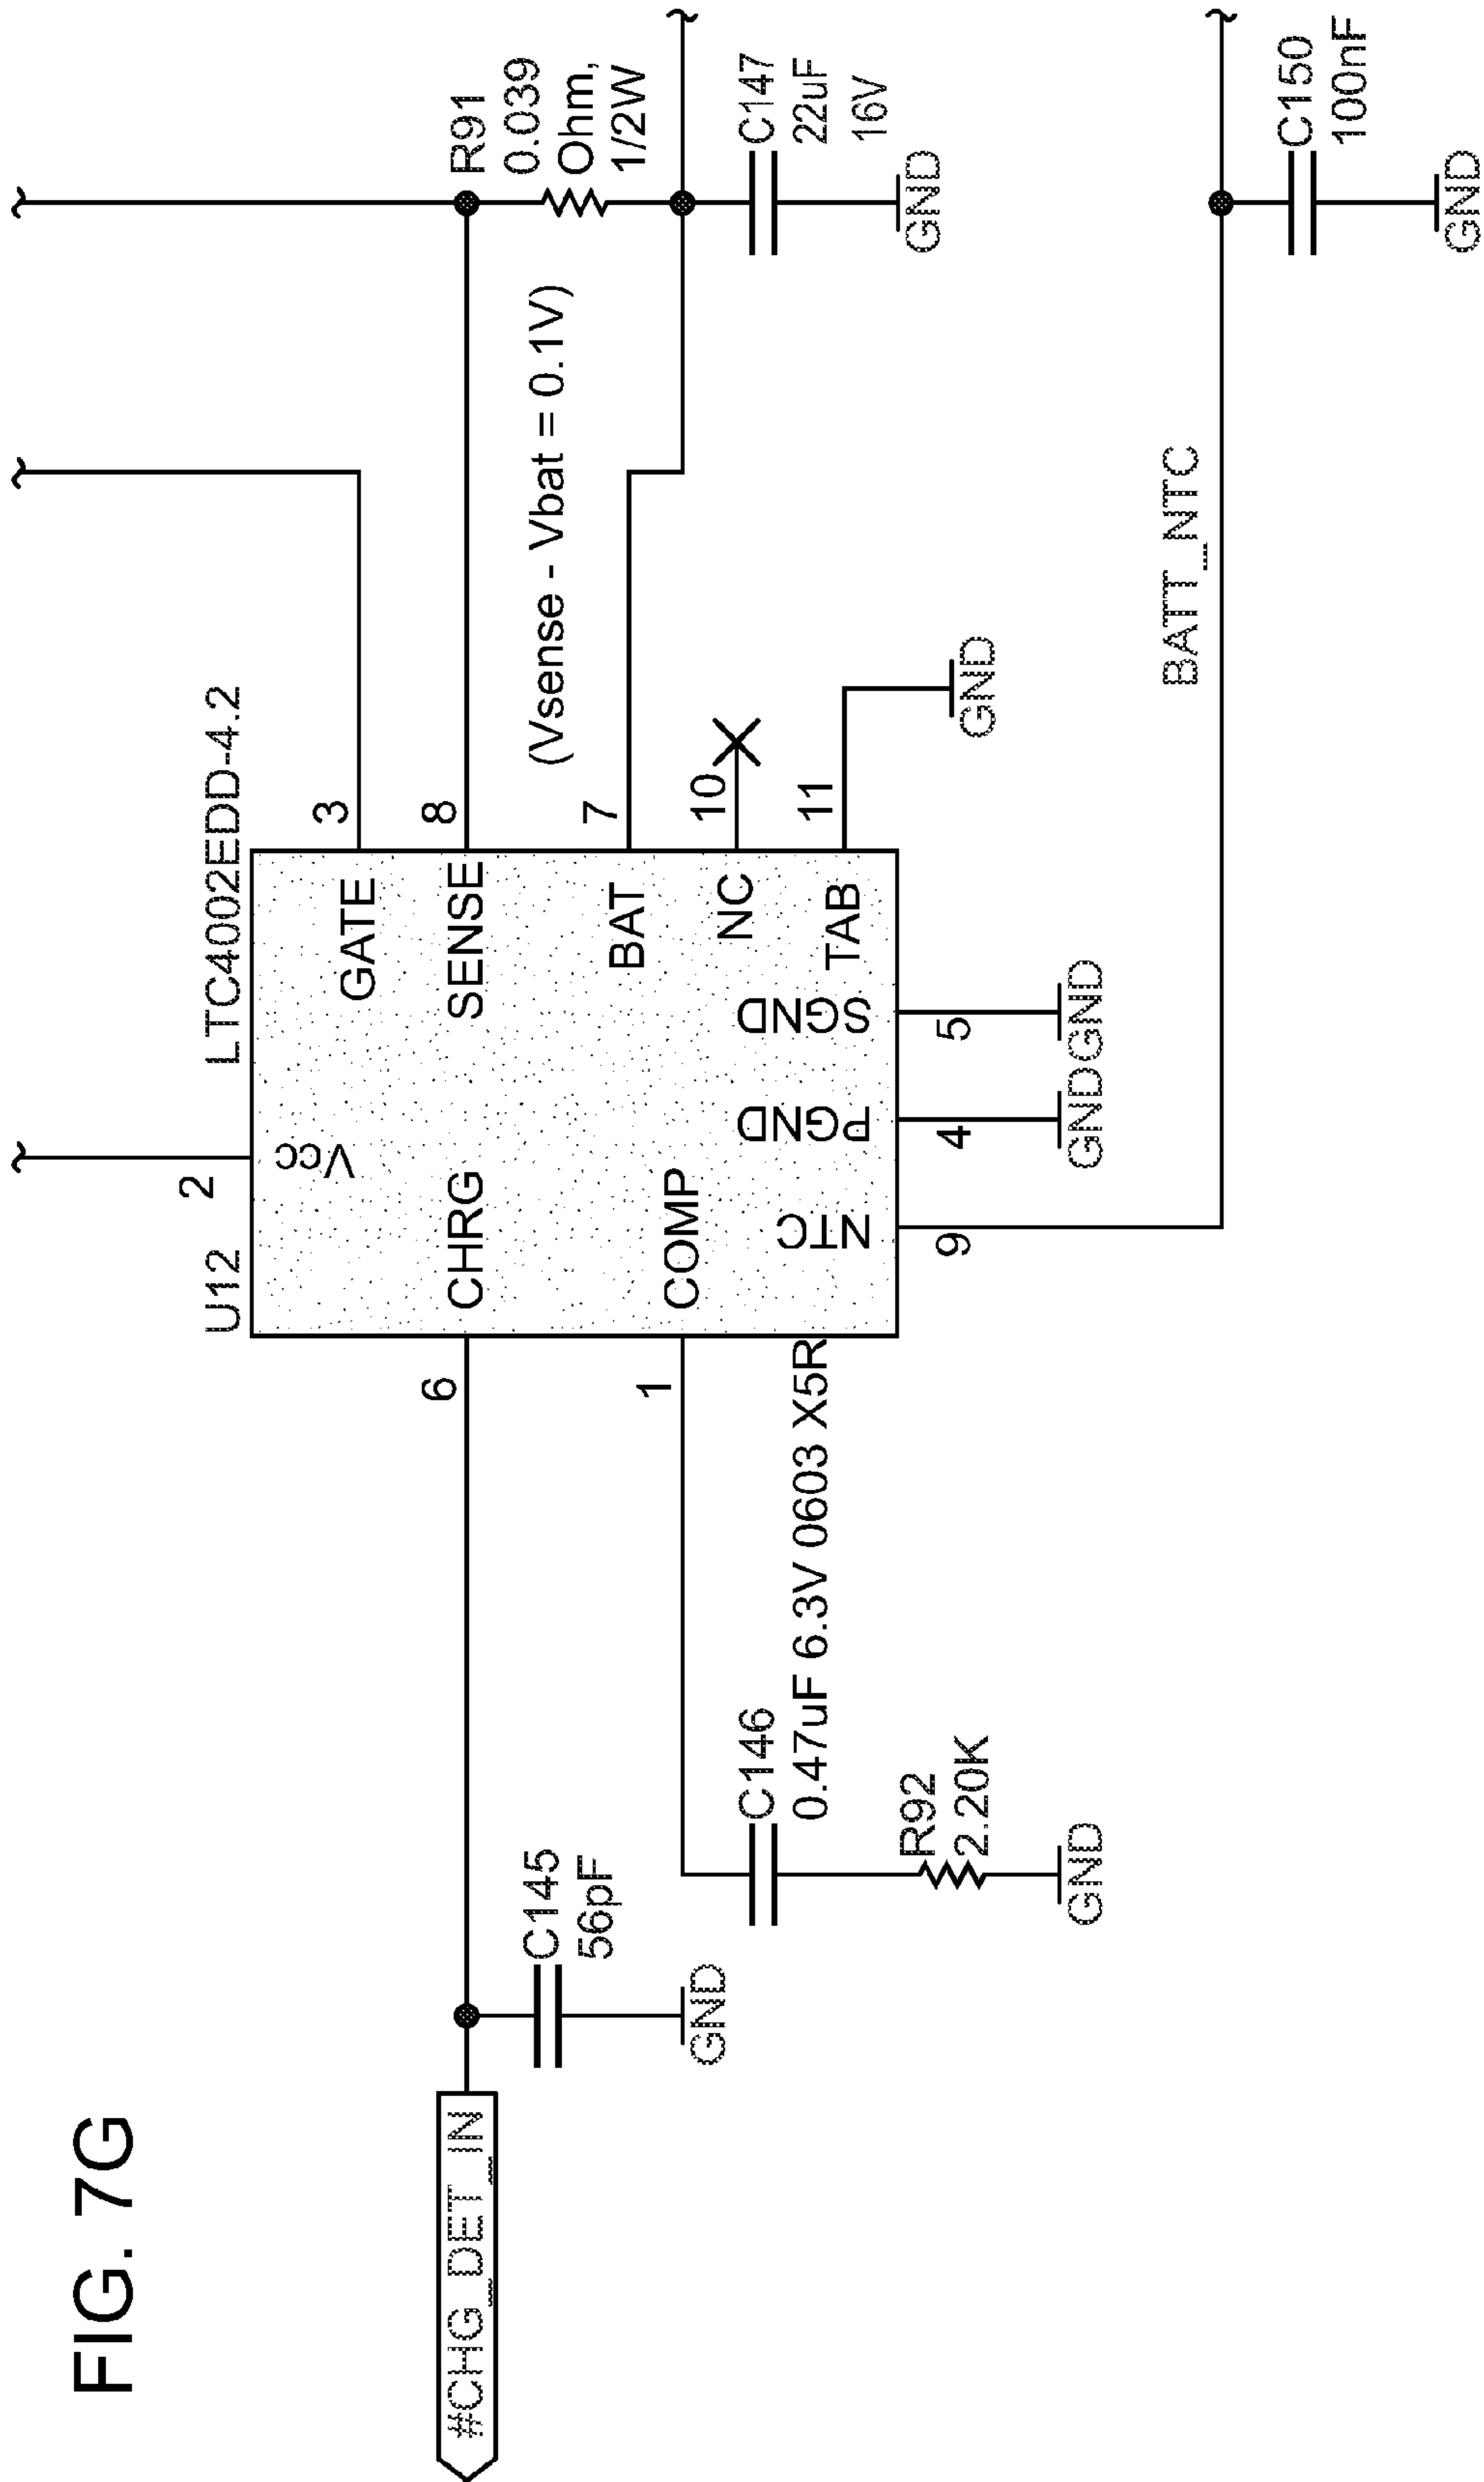 FIG. 7G
U12
LTC4002EDD-4.2
2
Vcc
3
GATE
#CHG_DET_IN
6
CHRG
SENSE
8
R91
0.039
Ohm,
1/2W
C145
56pF
GND
(Vsense - Vbat = 0.1V)
1
COMP
BAT
7
C146
0.47uF 6.3V 0603 X5R
NC
10
C147
22uF
16V
GND
NTC
PGND
SGND
TAB
11
R92
2.20K
GND
9
4
5
GND
GND
GND
BATT_NTC
C150
100nF
GND